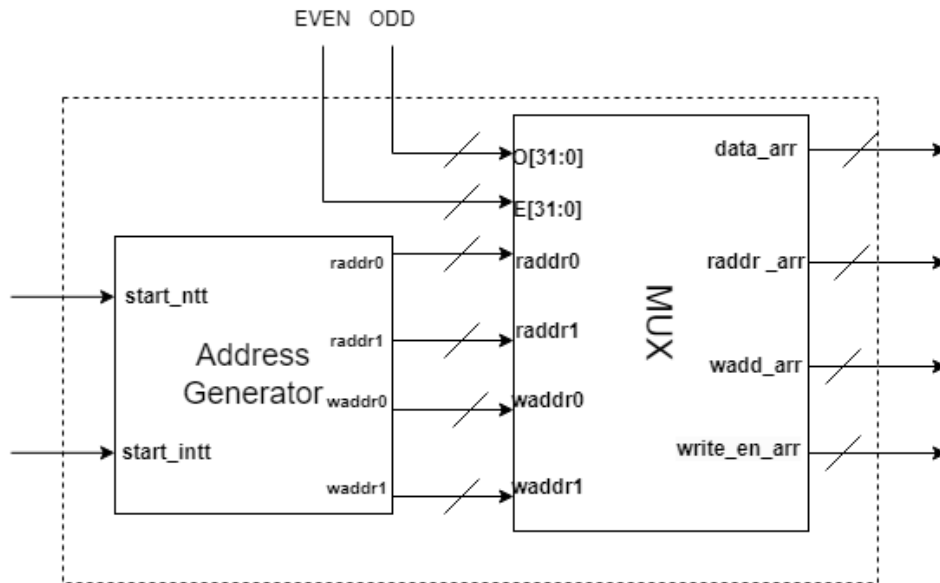 EVEN ODD
O[31:0]
E[31:0]
raddr0
raddr1
waddr0
waddr1
MUX
data_arr
raddr _arr
wadd_arr
write_en_arr
start_ntt
start_intt
Address
Generator
raddr0
raddr1
waddr0
waddr1